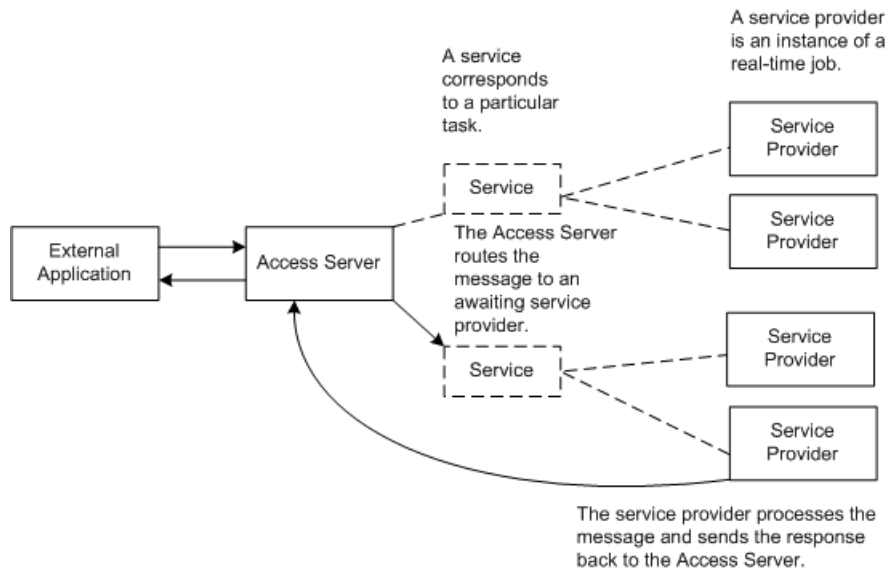 A service provider
is an instance of a
real-time job.
A service
corresponds
to a particular
task.
Service
Provider
Service
Service
Provider
External
Application
Access Server
The Access Server
routes the
message to an
awaiting service
provider.
Service
Provider
Service
Service
Provider
The service provider processes the
message and sends the response
back to the Access Server.